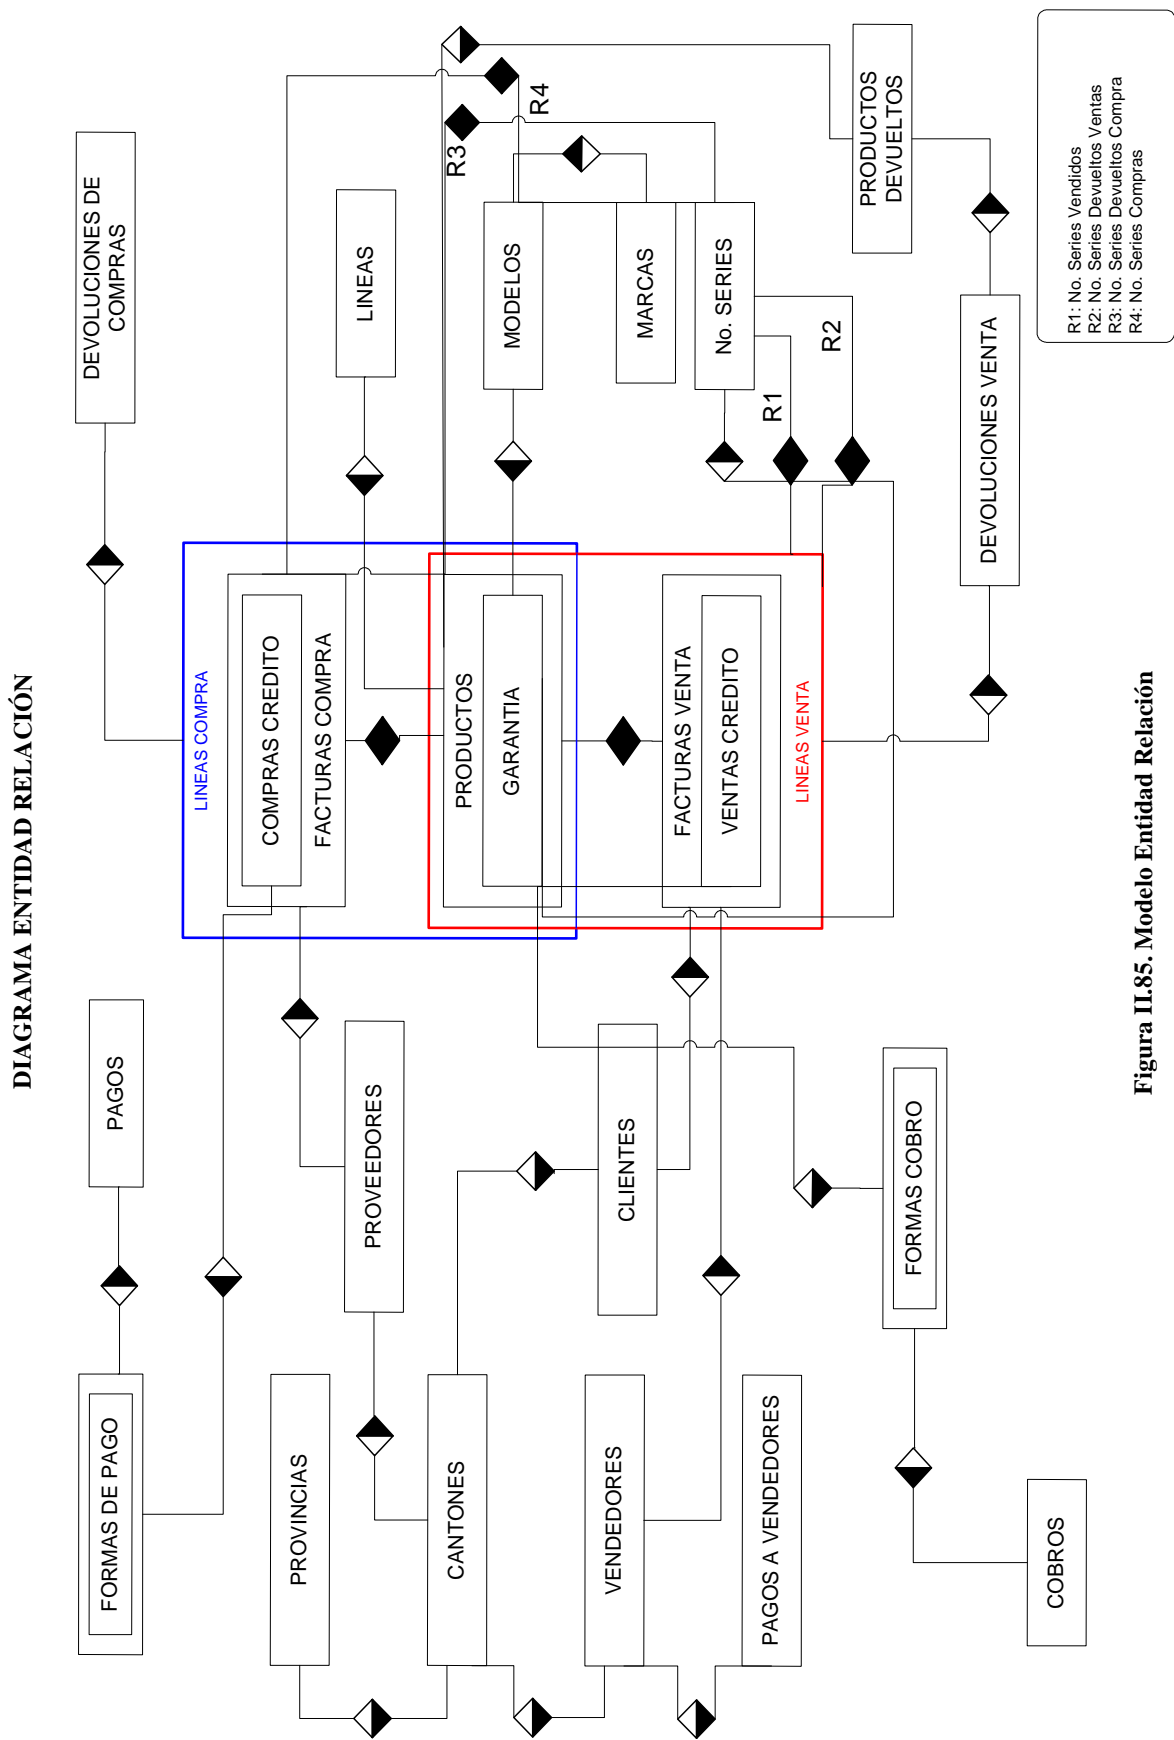 DIAGRAMA ENTIDAD RELACIÓN
DEVOLUCIONES DE
COMPRAS
PAGOS
FORMAS DE PAGO
LINEAS COMPRA
COMPRAS CREDITO
FACTURAS COMPRA
LINEAS
PROVEEDORES
PROVINCIAS
CANTONES
PRODUCTOS
GARANTIA
R3
R4
MODELOS
MARCAS
No. SERIES
R1
R2
CLIENTES
FACTURAS VENTA
VENTAS CREDITO
LINEAS VENTA
VENDEDORES
PAGOS A VENDEDORES
PRODUCTOS
DEVUELTOS
FORMAS COBRO
DEVOLUCIONES VENTA
COBROS
R1: No. Series Vendidos
R2: No. Series Devueltos Ventas
R3: No. Series Devueltos Compra
R4: No. Series Compras
Figura II.85. Modelo Entidad Relación